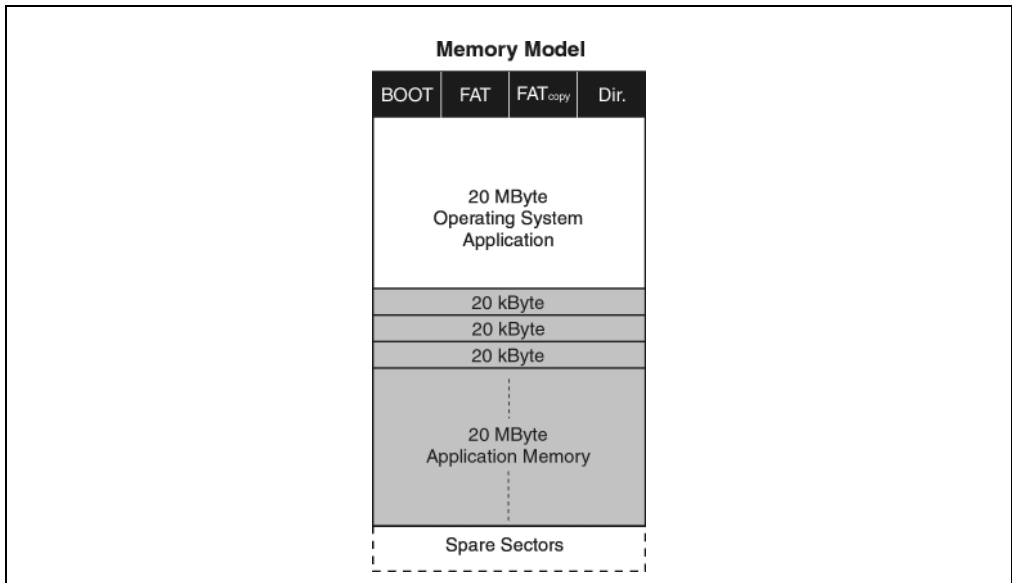 Memory Model
BOOT FAT FATcopy Dir.
20 MByte
Operating System
Application
20 kByte
20 kByte
20 kByte
20 MByte
Application Memory
Spare Sectors